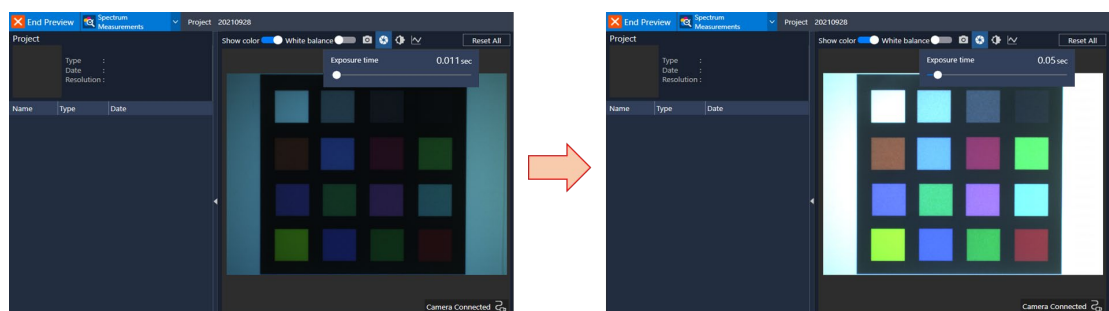 End Preview
Spectrum Measurements
Project 20210928
Project
Show color
White balance
Reset All
Type :
Date :
Resolution :
Exposure time 0.011 sec
Name Type Date
Camera Connected
End Preview
Spectrum Measurements
Project 20210928
Project
Show color
White balance
Reset All
Type :
Date :
Resolution :
Exposure time 0.05 sec
Name Type Date
Camera Connected